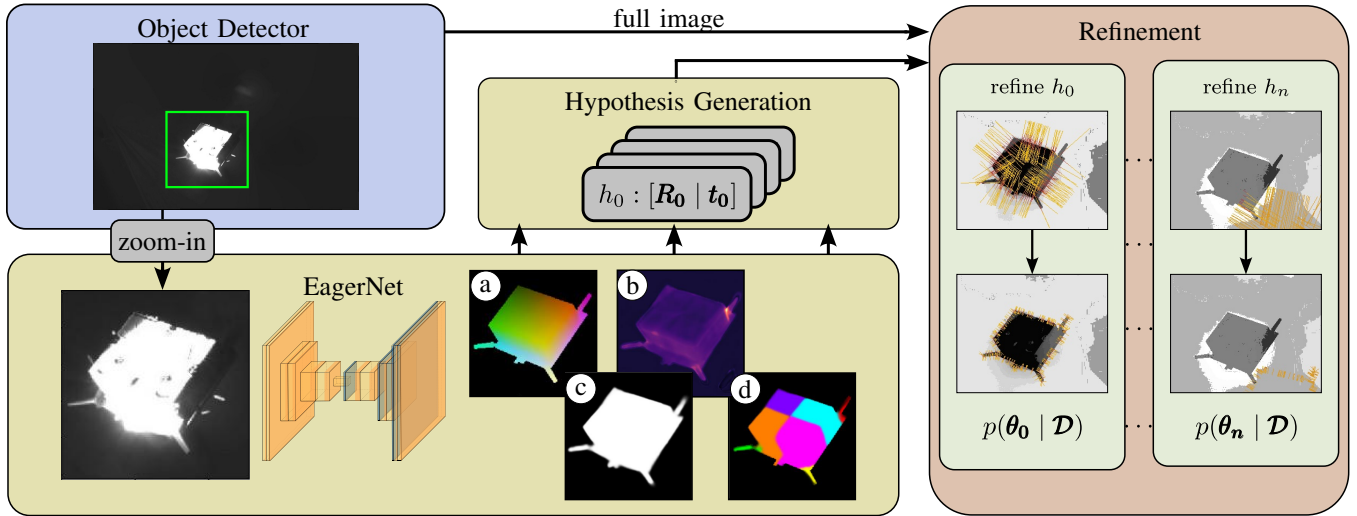 Object Detector
full image
Refinement
zoom-in
Hypothesis Generation
h₀ : [R₀ | t₀]
EagerNet
a
b
c
d
refine h₀
refine hₙ
· · ·
· · ·
· · ·
· · ·
p(θ₀ | 𝓓)
p(θₙ | 𝓓)